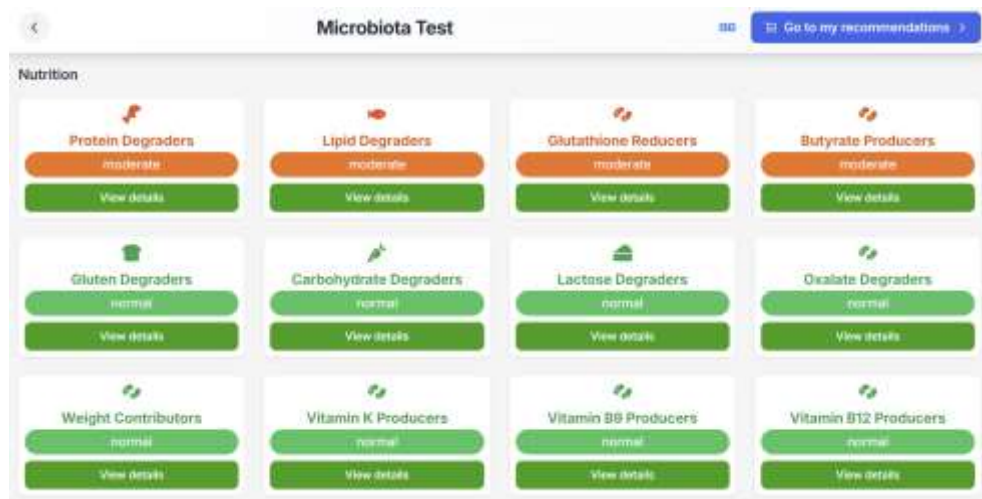 Microbiota Test
Go to my recommendations
Nutrition
Protein Degraders
moderate
View details
Lipid Degraders
moderate
View details
Glutathione Reducers
moderate
View details
Butyrate Producers
moderate
View details
Gluten Degraders
normal
View details
Carbohydrate Degraders
normal
View details
Lactose Degraders
normal
View details
Oxalate Degraders
normal
View details
Weight Contributors
normal
View details
Vitamin K Producers
normal
View details
Vitamin Producers
normal
View details
Vitamin B12 Producers
normal
View details